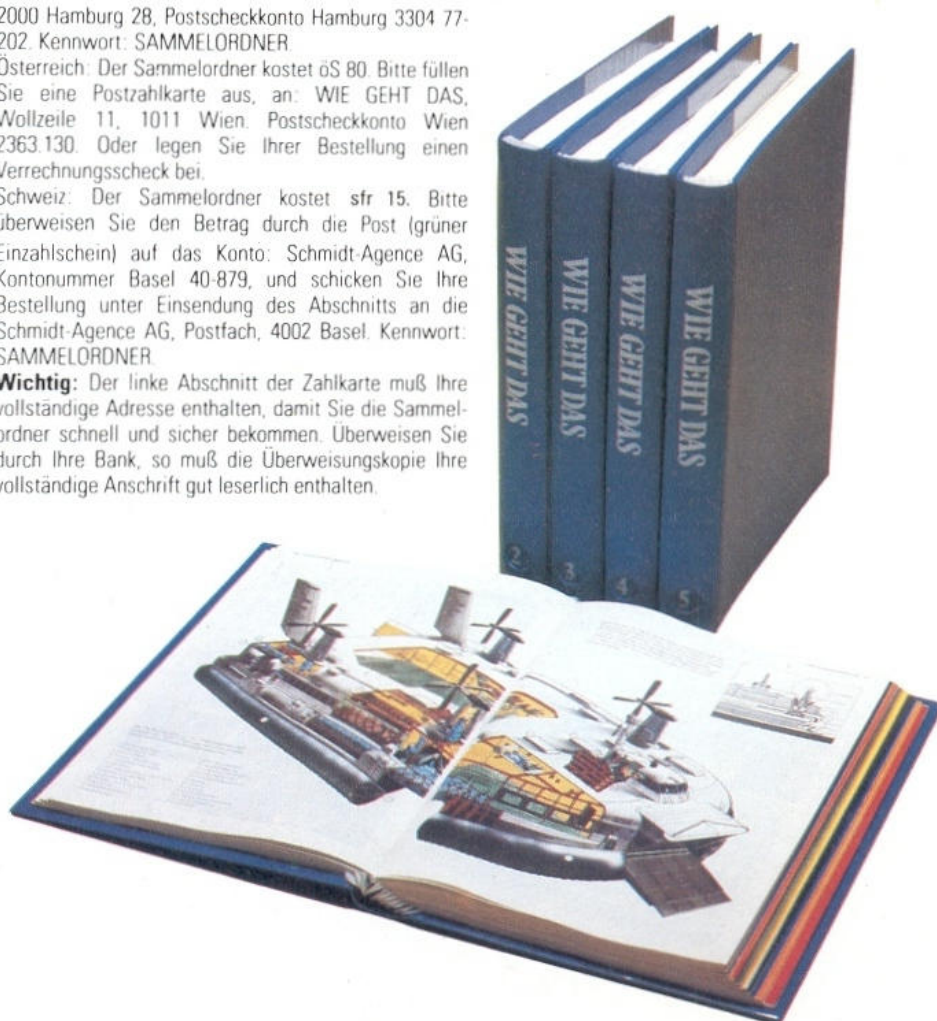 2000 Hamburg 28, Postscheckkonto Hamburg 3304 77-
202. Kennwort: SAMMELORDNER.
Österreich: Der Sammelordner kostet öS 80. Bitte füllen
Sie eine Postzahlkarte aus, an: WIE GEHT DAS,
Wollzeile 11, 1011 Wien. Postscheckkonto Wien
2363.130. Oder legen Sie Ihrer Bestellung einen
Verrechnungsscheck bei.
Schweiz: Der Sammelordner kostet sfr 15. Bitte
überweisen Sie den Betrag durch die Post (grüner
Einzahlschein) auf das Konto: Schmidt-Agence AG,
Kontonummer Basel 40-879, und schicken Sie Ihre
Bestellung unter Einsendung des Abschnitts an die
Schmidt-Agence AG, Postfach, 4002 Basel. Kennwort:
SAMMELORDNER.
Wichtig: Der linke Abschnitt der Zahlkarte muß Ihre
vollständige Adresse enthalten, damit Sie die Sammel-
ordner schnell und sicher bekommen. Überweisen Sie
durch Ihre Bank, so muß die Überweisungskopie Ihre
vollständige Anschrift gut leserlich enthalten.
WIE GEHT DAS
2
WIE GEHT DAS
3
WIE GEHT DAS
4
WIE GEHT DAS
5